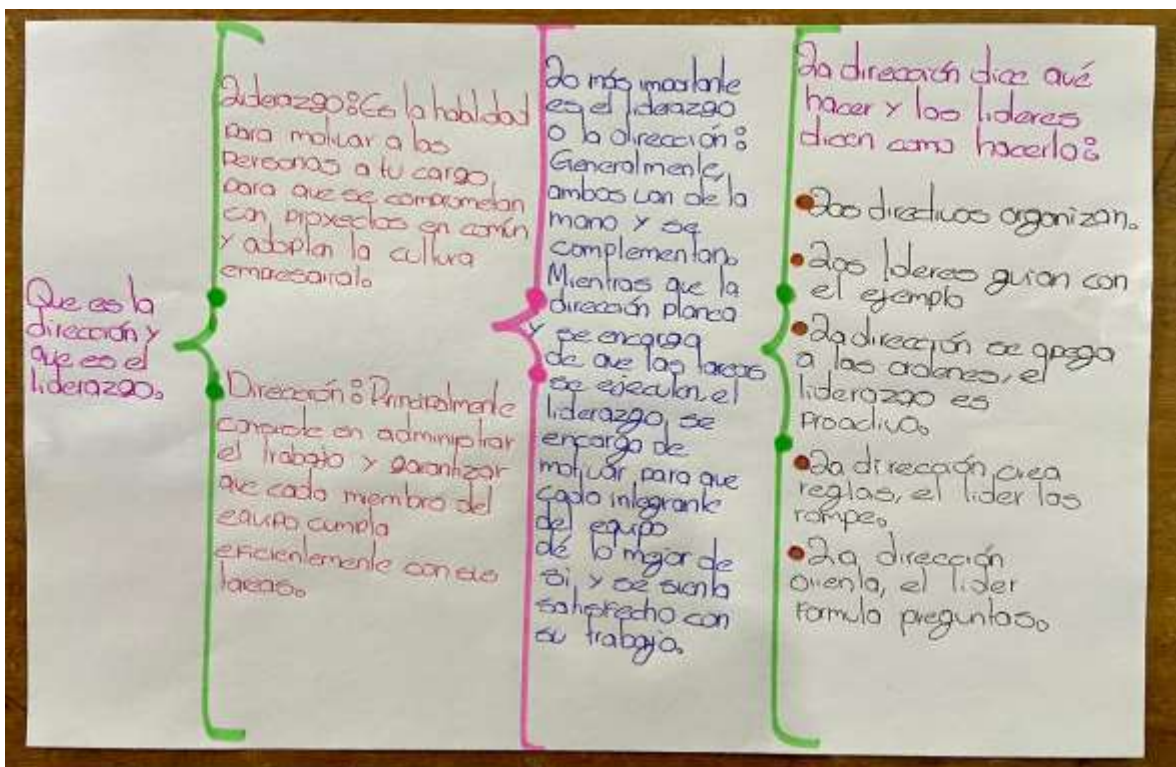 Que es la
dirección y
que es el
liderazgo.
Liderazgo: Es la habilidad
para motivar a las
personas a tu cargo,
para que se comprometan
con, proyectos en común
y adoptan la cultura
empresarial.
Dirección: Principalmente
consiste en administrar
el trabajo y garantizar
que cada miembro del
equipo cumpla
eficientemente con sus
tareas.
Lo más importante
es el liderazgo
o la dirección:
Generalmente,
ambos van de la
mano y se
complementan.
Mientras que la
dirección planea
y se encarga
de que las tareas
se ejecuten, el
liderazgo, se
encarga de
motivar para que
cada integrante
del equipo
dé lo mejor de
si, y se sienta
satisfecho con
su trabajo.
La dirección dice qué
hacer y los lideres
dicen como hacerlo:
Los directivos organizan.
Los lideres guian con
el ejemplo
La dirección se apega
a las ordenes, el
liderazgo es
proactivo.
La dirección crea
reglas, el lider las
rompe.
La dirección
orienta, el lider
formula preguntas.